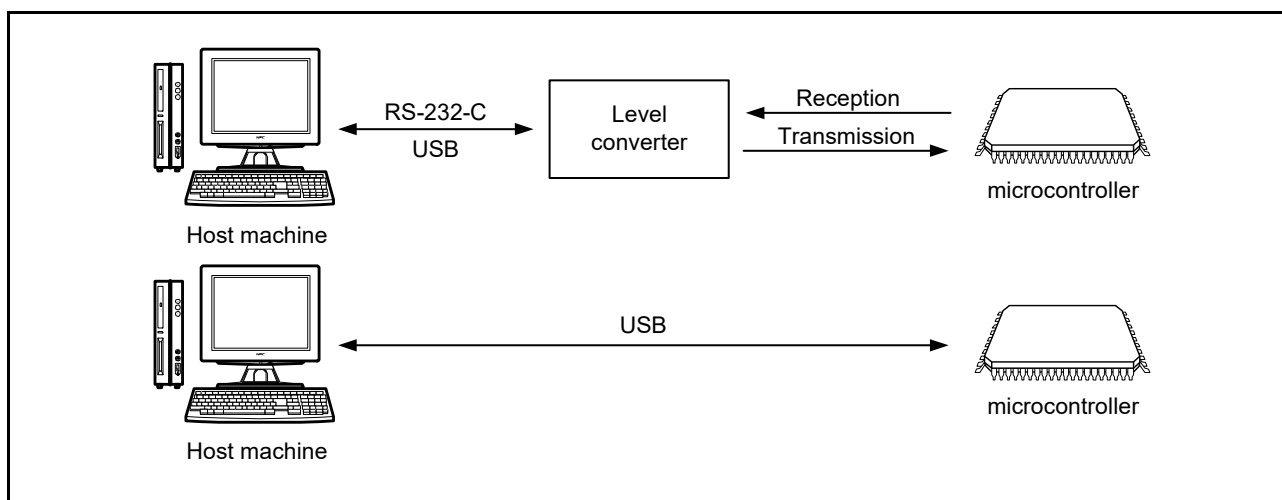 RS-232-C
USB
Level
converter
Reception
Transmission
microcontroller
Host machine
USB
microcontroller
Host machine